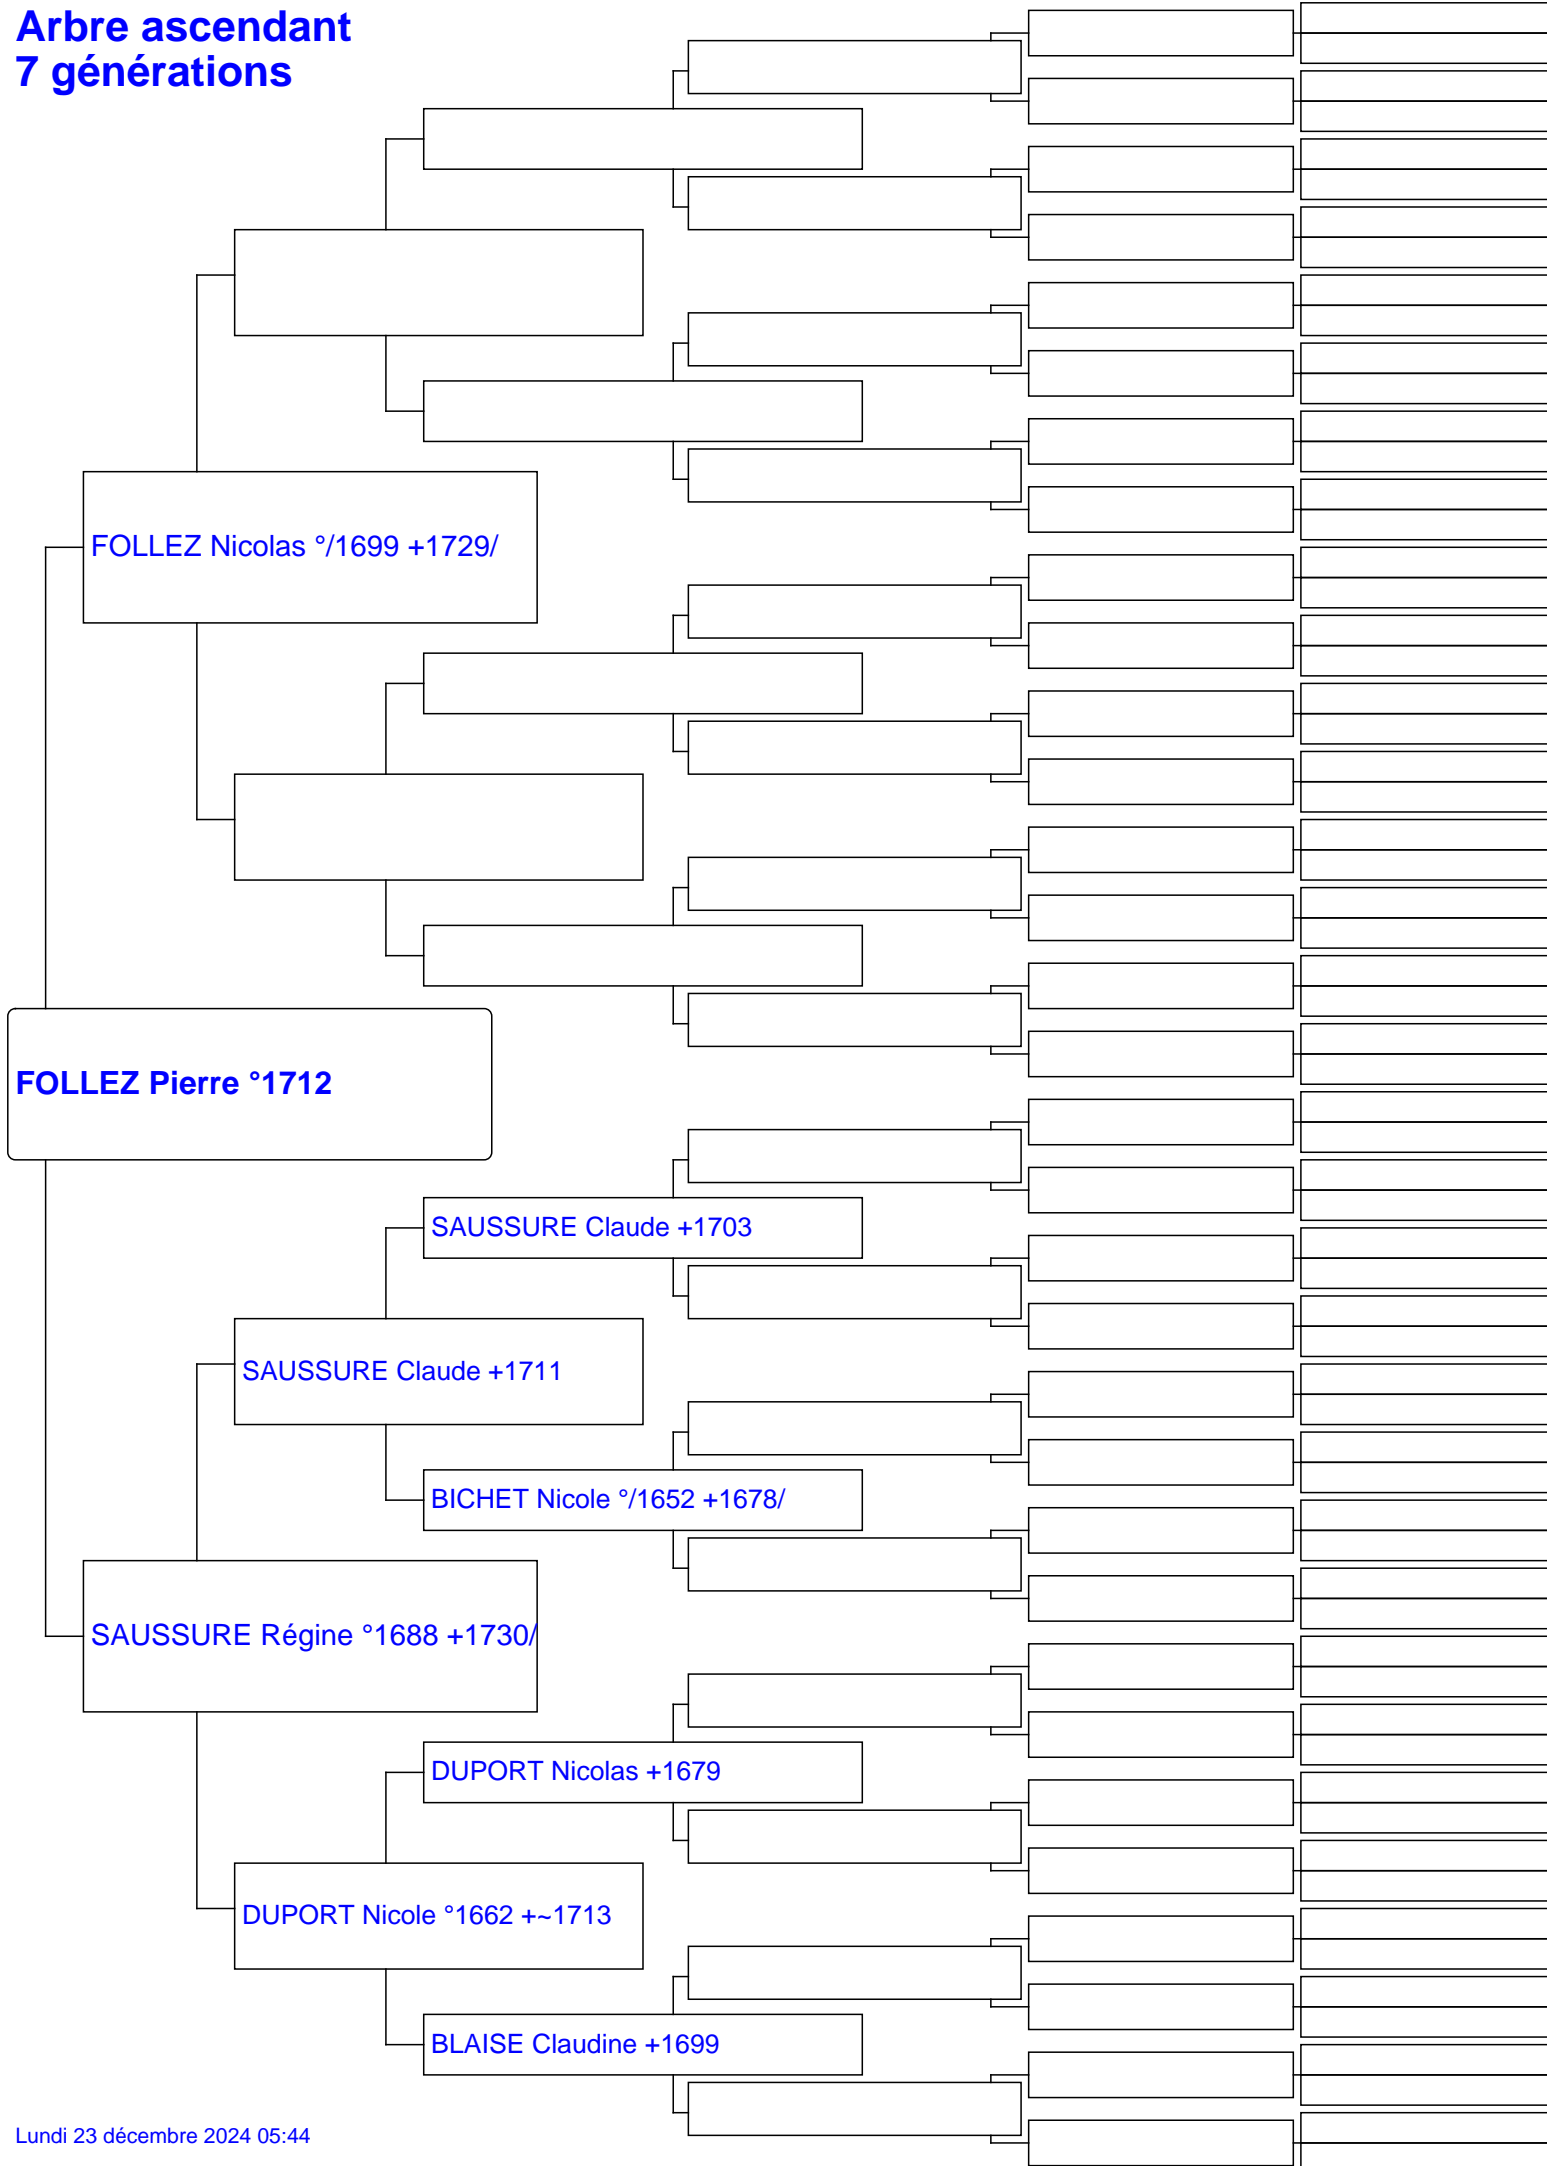 Arbre ascendant
7 générations
FOLLEZ Nicolas °/1699 +1729/
FOLLEZ Pierre °1712
SAUSSURE Claude +1703
SAUSSURE Claude +1711
BICHET Nicole °/1652 +1678/
SAUSSURE Régine °1688 +1730/
DUPORT Nicolas +1679
DUPORT Nicole °1662 +~1713
BLAISE Claudine +1699
Lundi 23 décembre 2024 05:44